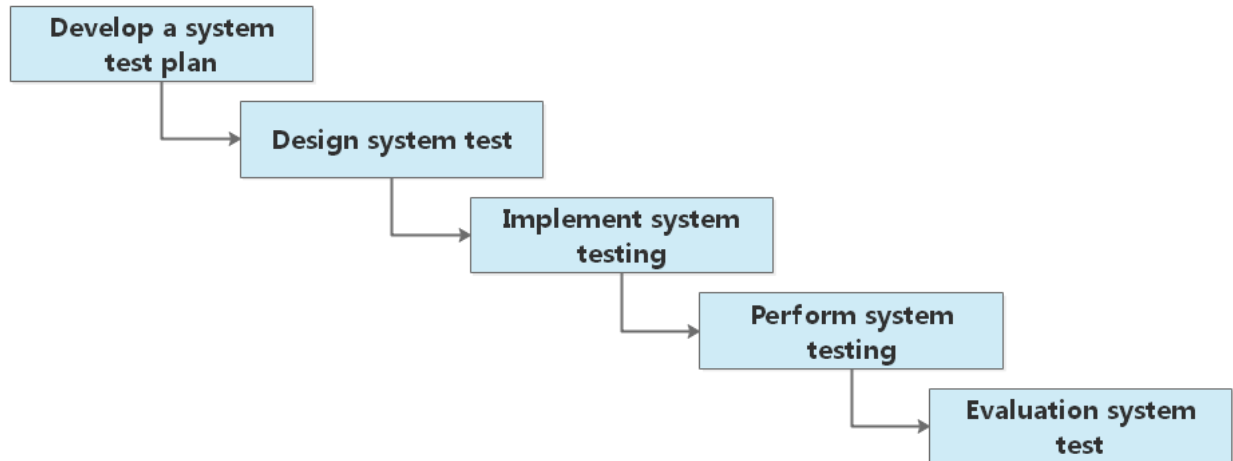 Develop a system
test plan
Design system test
Implement system
testing
Perform system
testing
Evaluation system
test